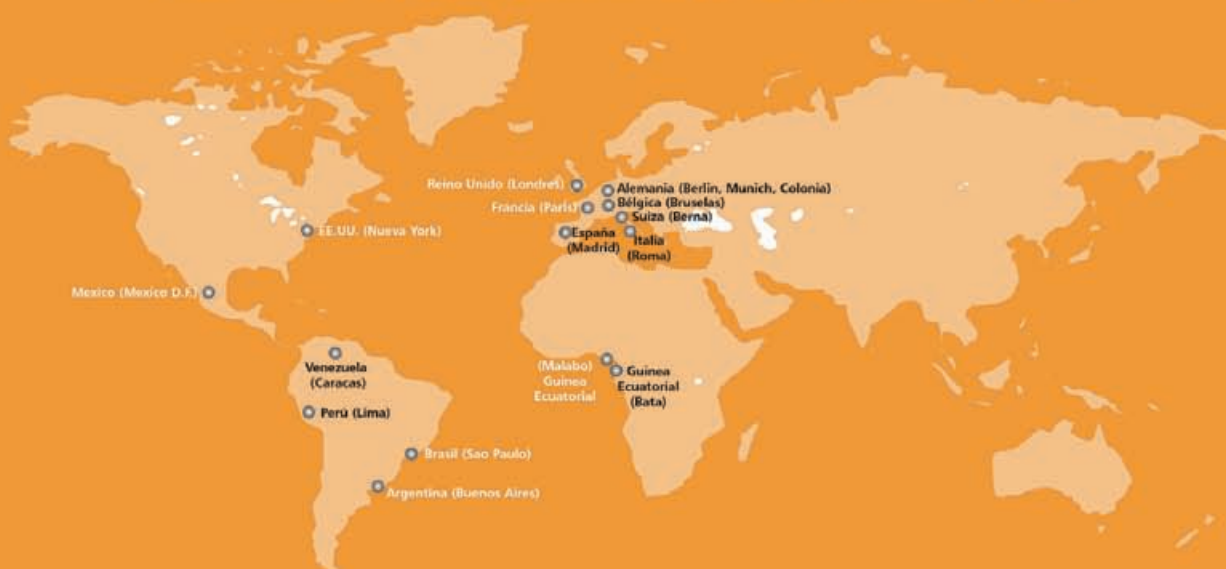 Reino Unido (Londres)
Alemania (Berlin, Munich, Colonia)
Francia (París)
Bélgica (Bruselas)
Suiza (Berna)
EE.UU. (Nueva York)
España
(Madrid)
Italia
(Roma)
Mexico (Mexico D.F.)
Venezuela
(Caracas)
(Malabo)
Guinea
Ecuatorial
Guinea
Ecuatorial
(Bata)
Perú (Lima)
Brasil (Sao Paulo)
Argentina (Buenos Aires)